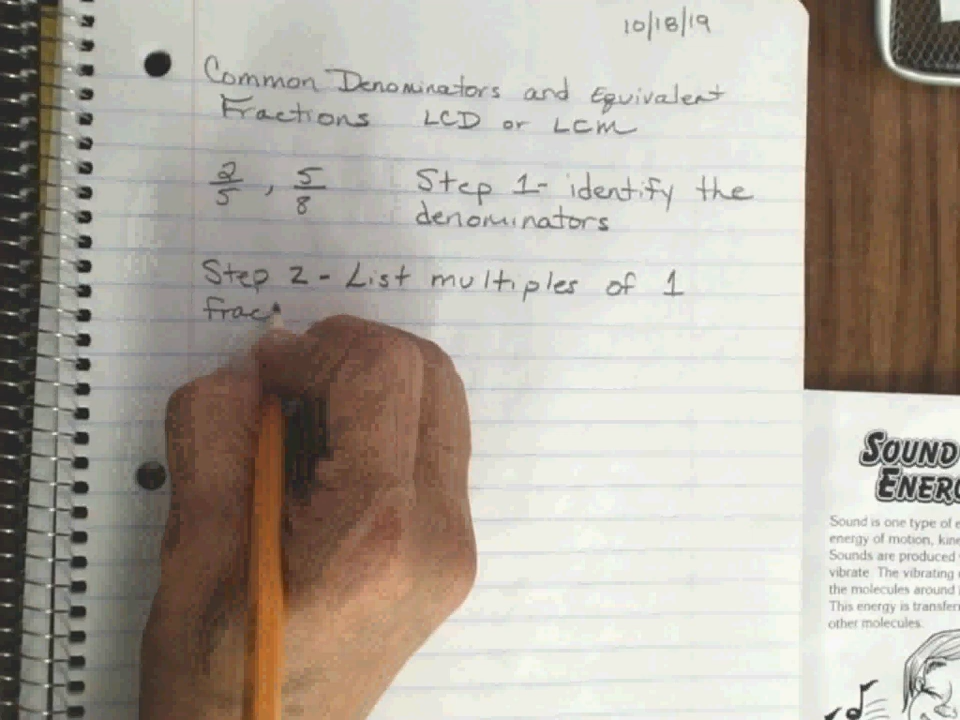 10/18/19
Common Denominators and Equivalent
Fractions LCD or LCM
2/5 , 5/8 Step 1- identify the
denominators
Step 2 - List multiples of 1
frac
SOUND
ENERG
Sound is one type of e
energy of motion, kine
Sounds are produced
vibrate. The vibrating
the molecules around
This energy is transfer
other molecules.